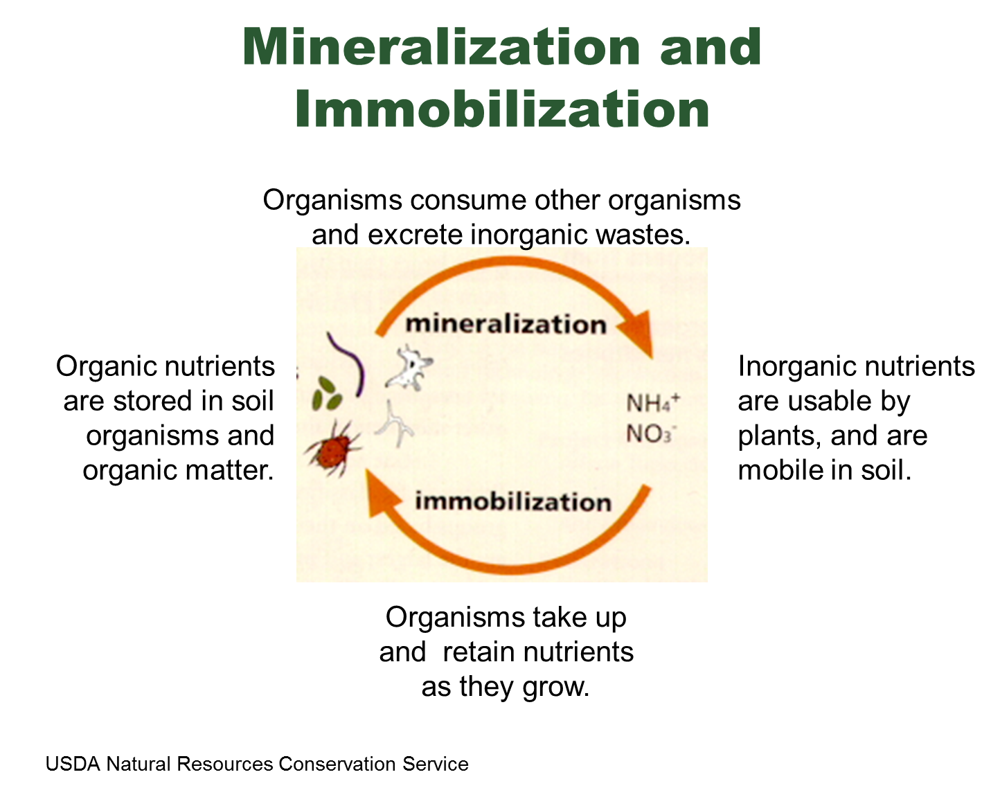 Mineralization and
Immobilization
Organisms consume other organisms
and excrete inorganic wastes.
mineralization
Organic nutrients
are stored in soil
organisms and
organic matter.
NH₄⁺
NO₃⁻
Inorganic nutrients
are usable by
plants, and are
mobile in soil.
immobilization
Organisms take up
and  retain nutrients
as they grow.
USDA Natural Resources Conservation Service